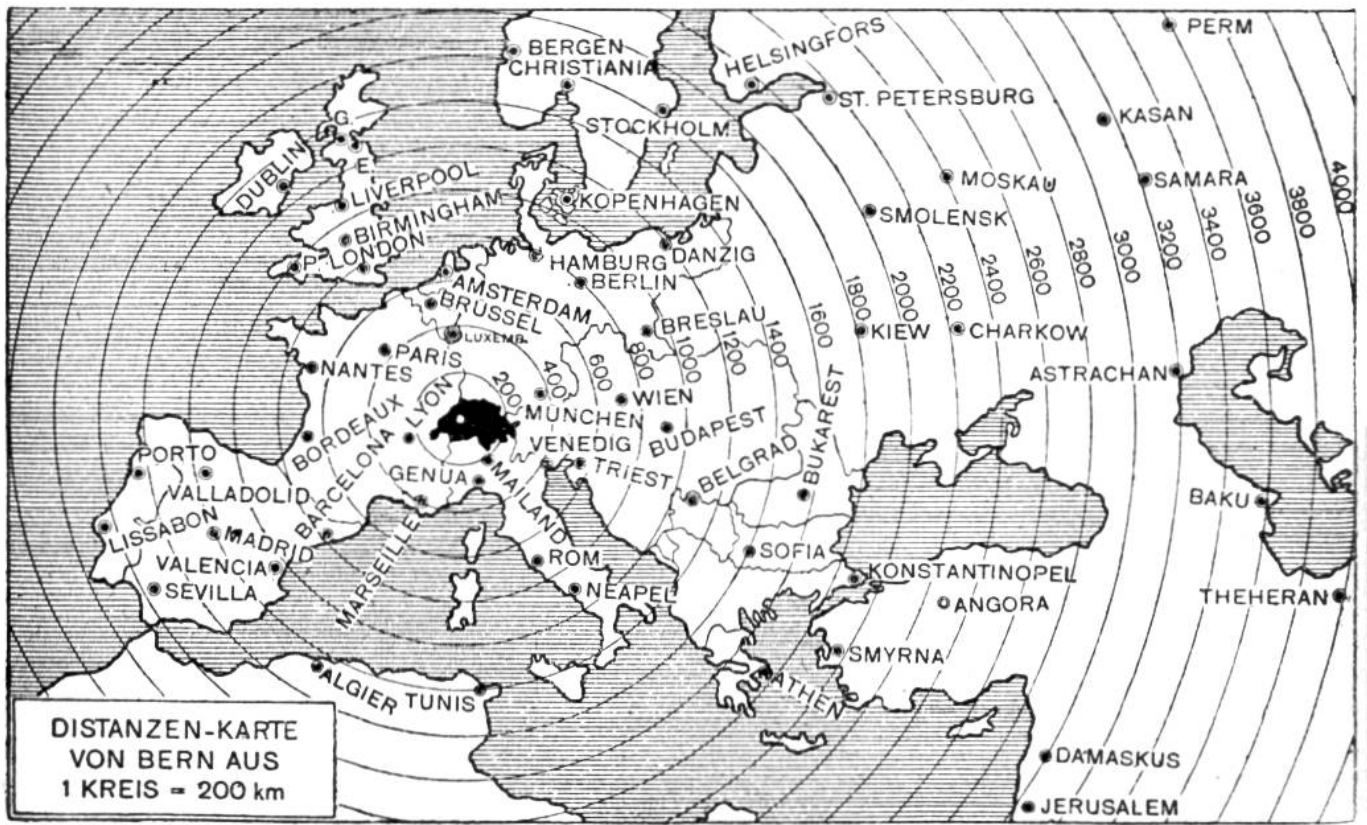 BERGEN
CHRISTIANIA
HELSINGFORS
PERM
ST. PETERSBURG
KASAN
STOCKHOLM
G.
E.
DUBLIN
LIVERPOOL
BIRMINGHAM
P.
LONDON
KOPENHAGEN
MOSKAU
SAMARA
SMOLENSK
HAMBURG
DANZIG
BERLIN
AMSTERDAM
BRÜSSEL
LUXEMB.
BRESLAU
KIEW
CHARKOW
PARIS
NANTES
ASTRACHAN
200
400
600
800
1000
1200
1400
1600
1800
2000
2200
2400
2600
2800
3000
3200
3400
3600
3800
4000
LYON
BORDEAUX
BARCELONA
MÜNCHEN
WIEN
BUDAPEST
VENEDIG
TRIEST
BELGRAD
BUKAREST
GENUA
MAILAND
PORTO
VALLADOLID
LISSABON
MADRID
VALENCIA
SEVILLA
MARSEILLE
ROM
NEAPEL
SOFIA
BAKU
KONSTANTINOPEL
ANGORA
THEHERAN
SMYRNA
ATHEN
ALGIER
TUNIS
DAMASKUS
JERUSALEM
DISTANZEN-KARTE
VON BERN AUS
1 KREIS = 200 km